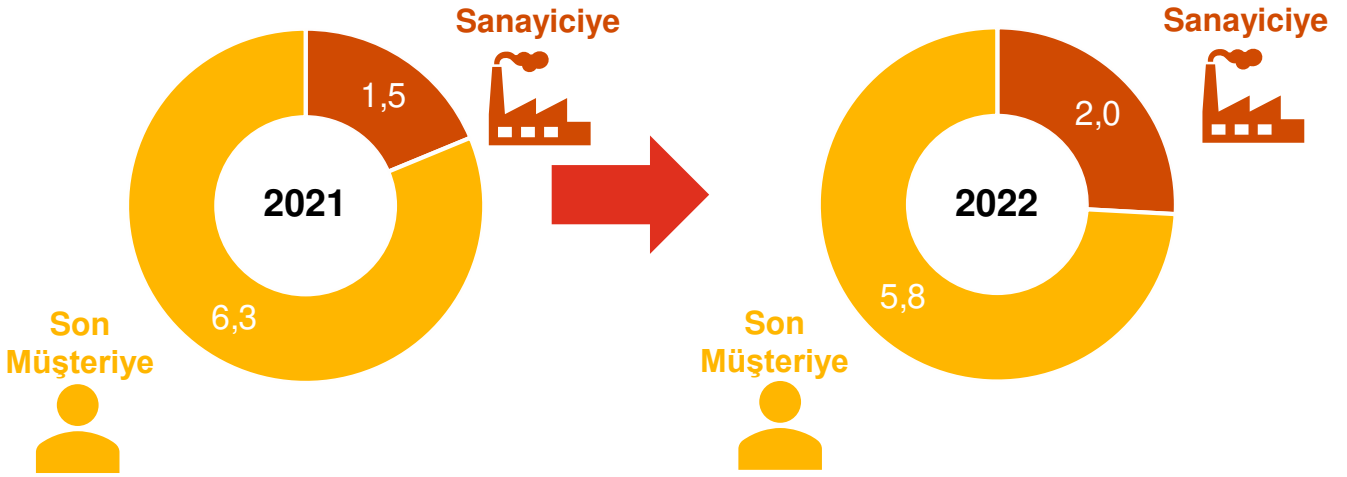 Sanayiciye
1,5
2021
6,3
Son
Müşteriye
Sanayiciye
2,0
2022
5,8
Son
Müşteriye